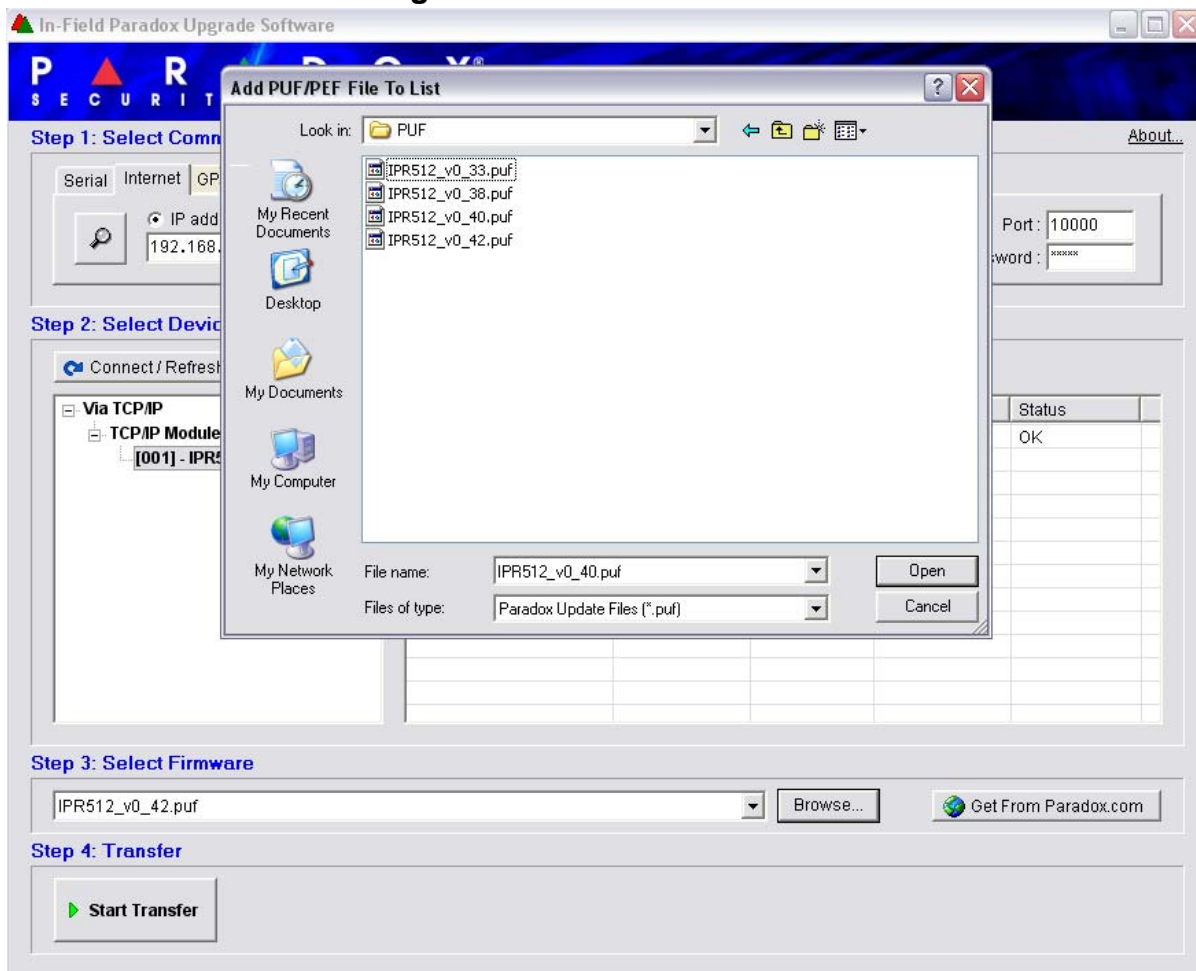 In-Field Paradox Upgrade Software
P A R A D O X®
S E C U R I T
Add PUF/PEF File To List
Look in: PUF
Step 1: Select Comm
About...
Serial Internet GP
IPR512_v0_33.puf
IPR512_v0_38.puf
IPR512_v0_40.puf
IPR512_v0_42.puf
My Recent
Documents
IP add
192.168.
Port: 10000
sword: *****
Desktop
Step 2: Select Devic
Connect / Refresh
My Documents
Via TCP/IP
TCP/IP Module
[001] - IPR5
Status
OK
My Computer
My Network
Places
File name: IPR512_v0_40.puf Open
Files of type: Paradox Update Files (*.puf) Cancel
Step 3: Select Firmware
IPR512_v0_42.puf Browse... Get From Paradox.com
Step 4: Transfer
Start Transfer